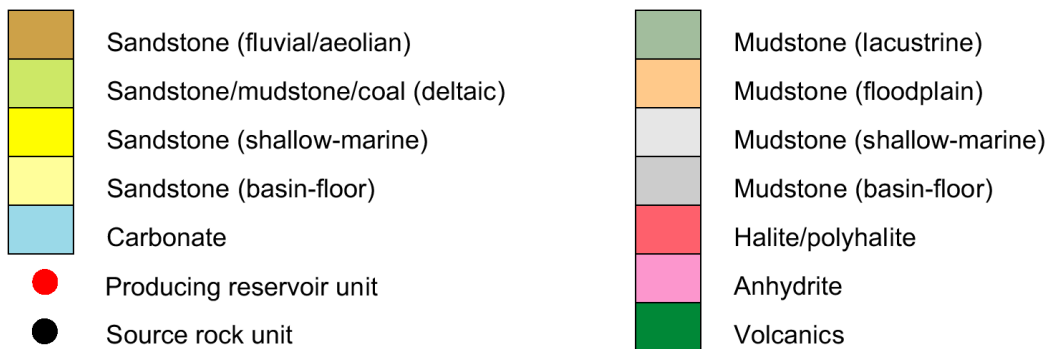 Sandstone (fluvial/aeolian)
Sandstone/mudstone/coal (deltaic)
Sandstone (shallow-marine)
Sandstone (basin-floor)
Carbonate
Producing reservoir unit
Source rock unit
Mudstone (lacustrine)
Mudstone (floodplain)
Mudstone (shallow-marine)
Mudstone (basin-floor)
Halite/polyhalite
Anhydrite
Volcanics